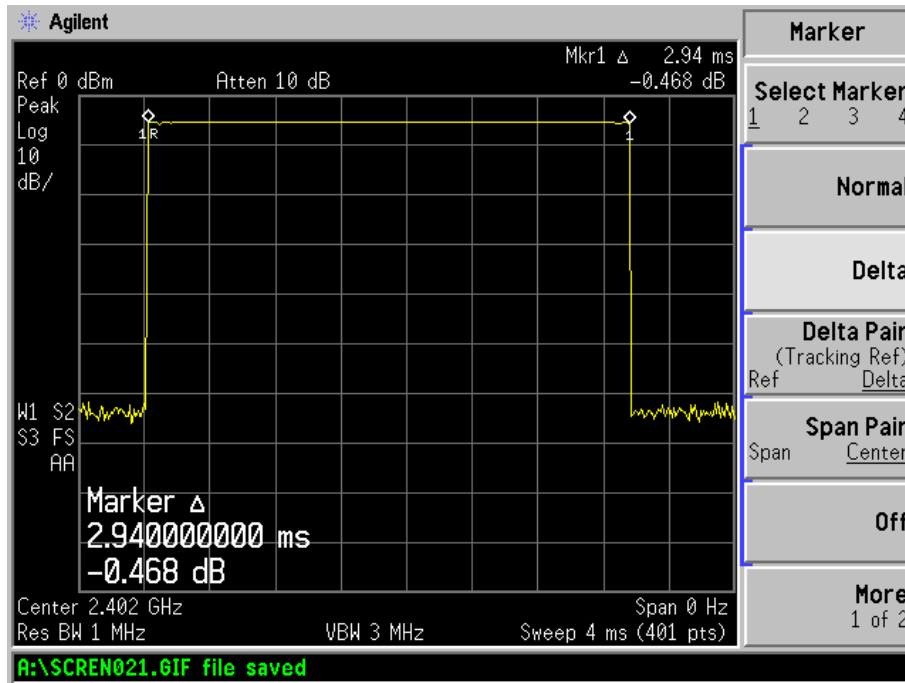 Agilent
Mkr1 Δ 2.94 ms
Ref 0 dBm Atten 10 dB -0.468 dB
Peak
Log
10
dB/
1R
1
W1 S2
S3 FS
AA
Marker Δ
2.940000000 ms
-0.468 dB
Center 2.402 GHz Span 0 Hz
Res BW 1 MHz VBW 3 MHz Sweep 4 ms (401 pts)
A:\SCREN021.GIF file saved
Marker
Select Marker
1 2 3 4
Normal
Delta
Delta Pair
(Tracking Ref)
Ref Delta
Span Pair
Span Center
Off
More
1 of 2